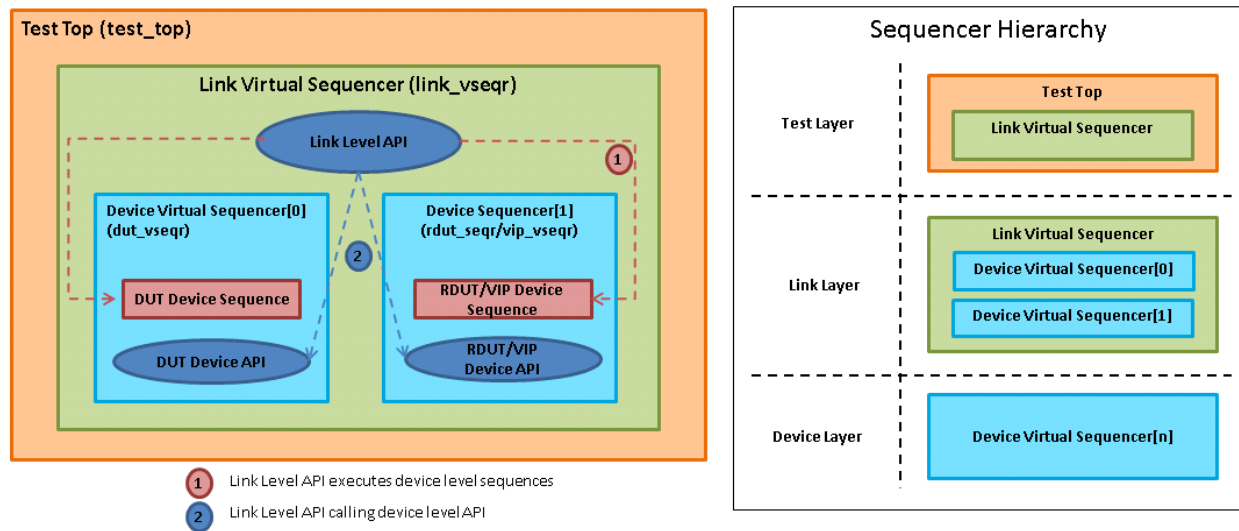 Test Top (test_top)
Link Virtual Sequencer (link_vseqr)
Link Level API
1
Device Virtual Sequencer[0]
(dut_vseqr)
Device Sequencer[1]
(rdut_seqr/vip_vseqr)
2
DUT Device Sequence
RDUT/VIP Device
Sequence
DUT Device API
RDUT/VIP
Device API
1 Link Level API executes device level sequences
2 Link Level API calling device level API
Sequencer Hierarchy
Test Layer
Test Top
Link Virtual Sequencer
Link Layer
Link Virtual Sequencer
Device Virtual Sequencer[0]
Device Virtual Sequencer[1]
Device Layer
Device Virtual Sequencer[n]